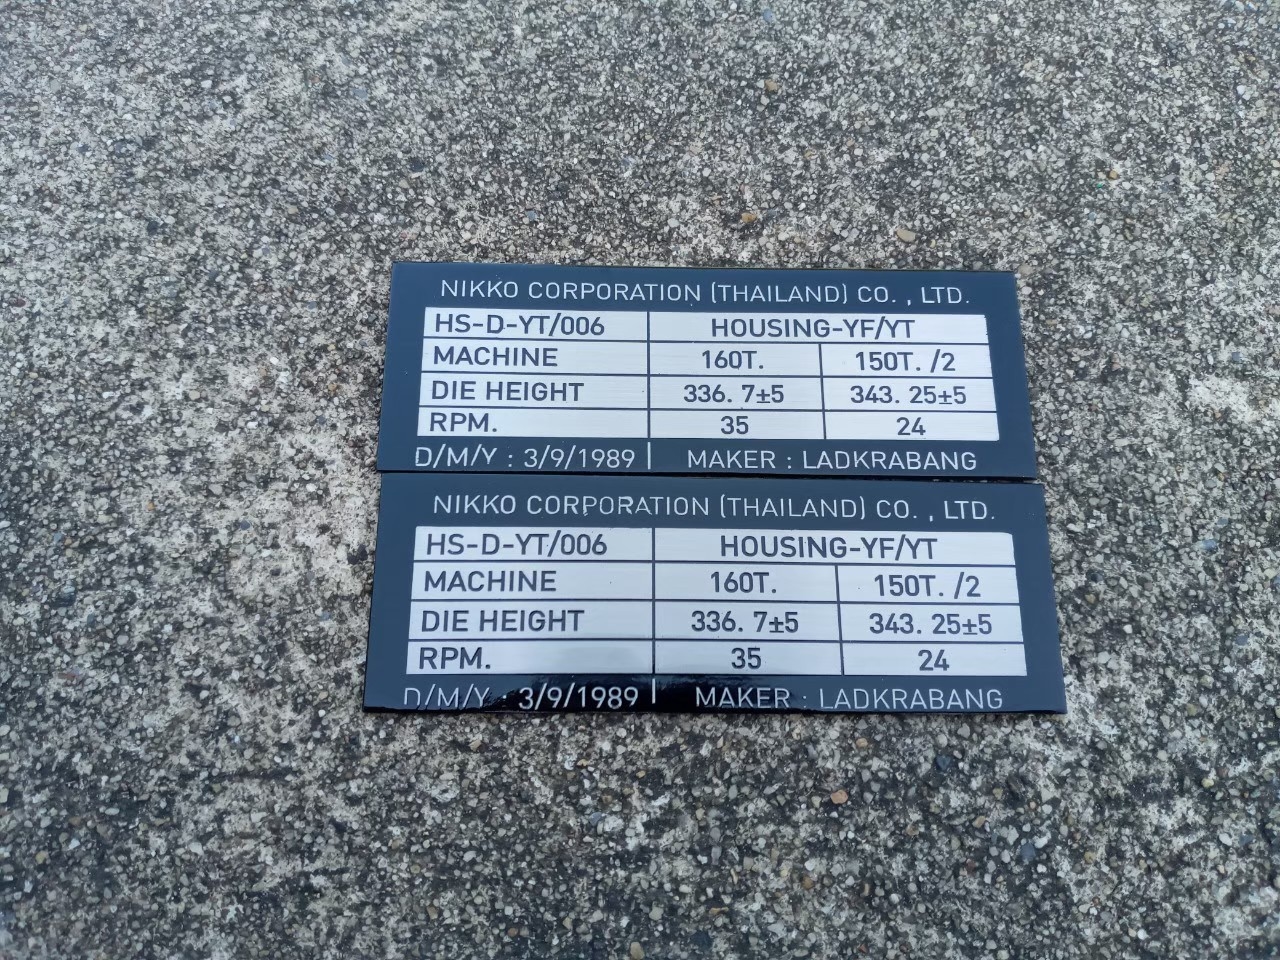 NIKKO CORPORATION (THAILAND) CO. , LTD.
HS-D-YT/006 HOUSING-YF/YT
MACHINE 160T. 150T. /2
DIE HEIGHT 336. 7±5 343. 25±5
RPM. 35 24
D/M/Y : 3/9/1989 MAKER : LADKRABANG
NIKKO CORPORATION (THAILAND) CO. , LTD.
HS-D-YT/006 HOUSING-YF/YT
MACHINE 160T. 150T. /2
DIE HEIGHT 336. 7±5 343. 25±5
RPM. 35 24
D/M/Y : 3/9/1989 MAKER : LADKRABANG